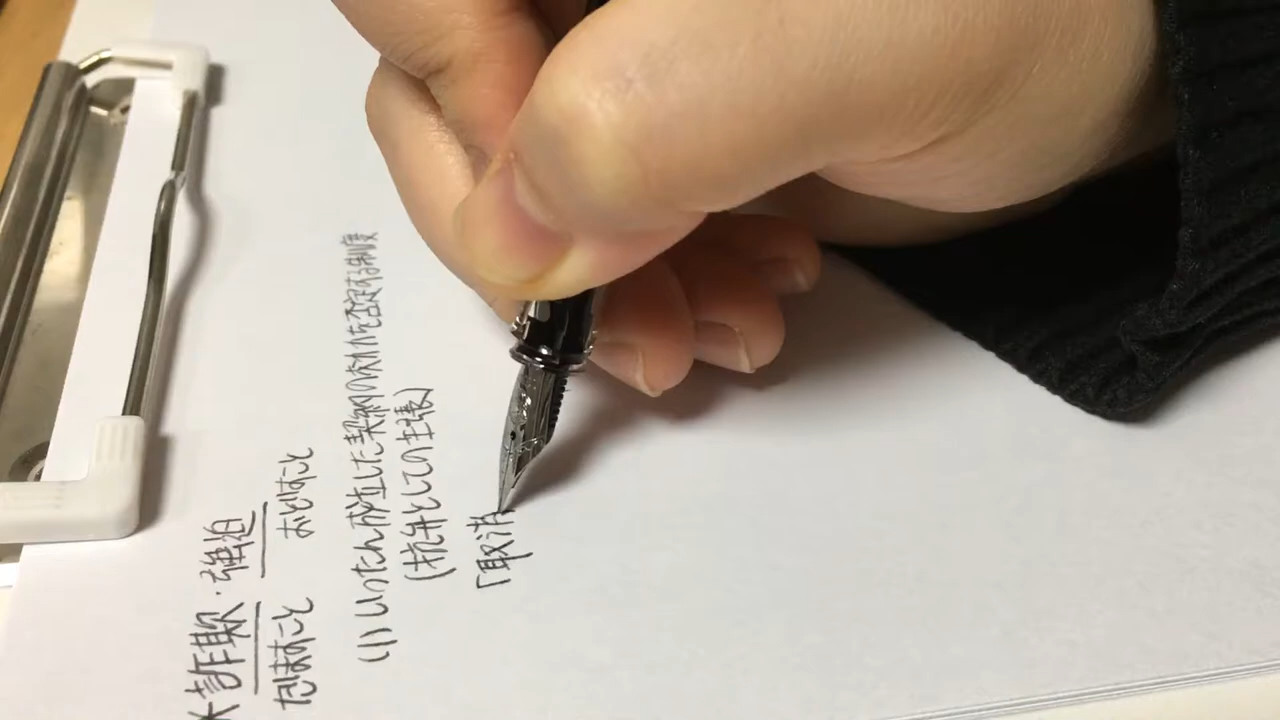 詐欺・強迫
だますこと おどすこと
(1) いったん成立した契約の効力を否定する制度
(抗弁としての主張)
「取消